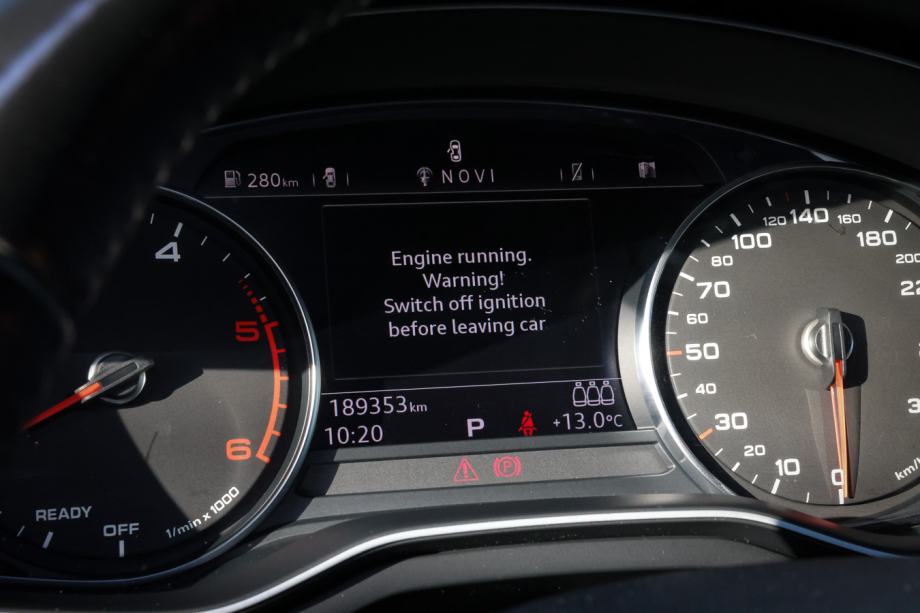 280km
NOVI
Engine running.
Warning!
Switch off ignition
before leaving car
189353km
10:20
P
+13.0°C
P
4
5
6
READY
OFF
1/min x 1000
0
10
20
30
40
50
60
70
80
100
120
140
160
180
200
km/